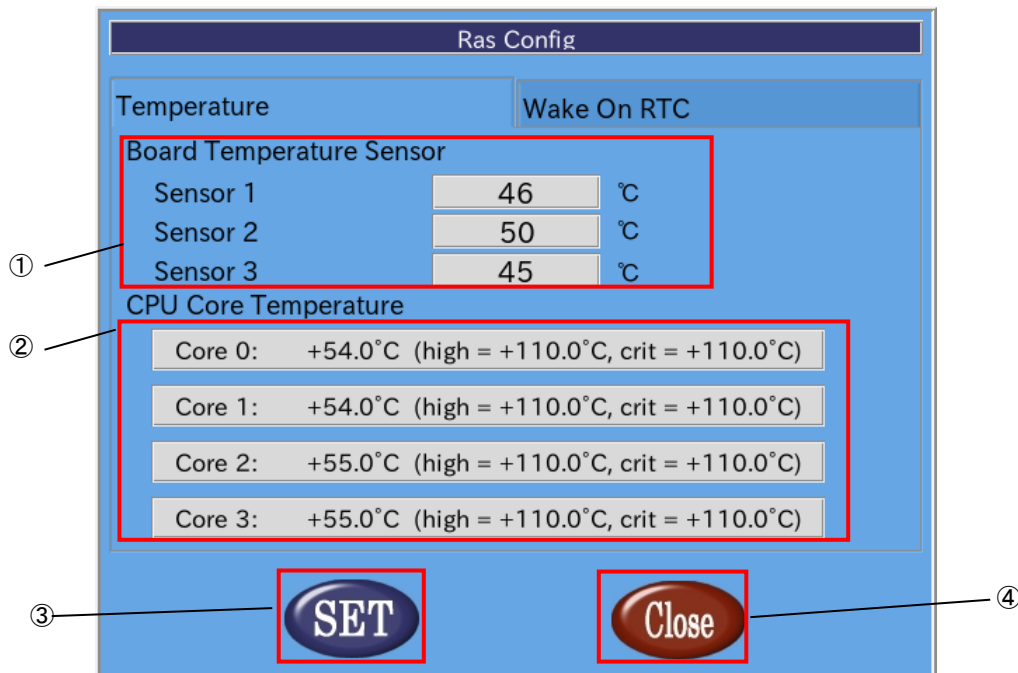 Ras Config
Temperature
Wake On RTC
Board Temperature Sensor
Sensor 1 46 ℃
Sensor 2 50 ℃
① Sensor 3 45 ℃
CPU Core Temperature
② Core 0: +54.0°C (high = +110.0°C, crit = +110.0°C)
Core 1: +54.0°C (high = +110.0°C, crit = +110.0°C)
Core 2: +55.0°C (high = +110.0°C, crit = +110.0°C)
Core 3: +55.0°C (high = +110.0°C, crit = +110.0°C)
③ SET
Close ④